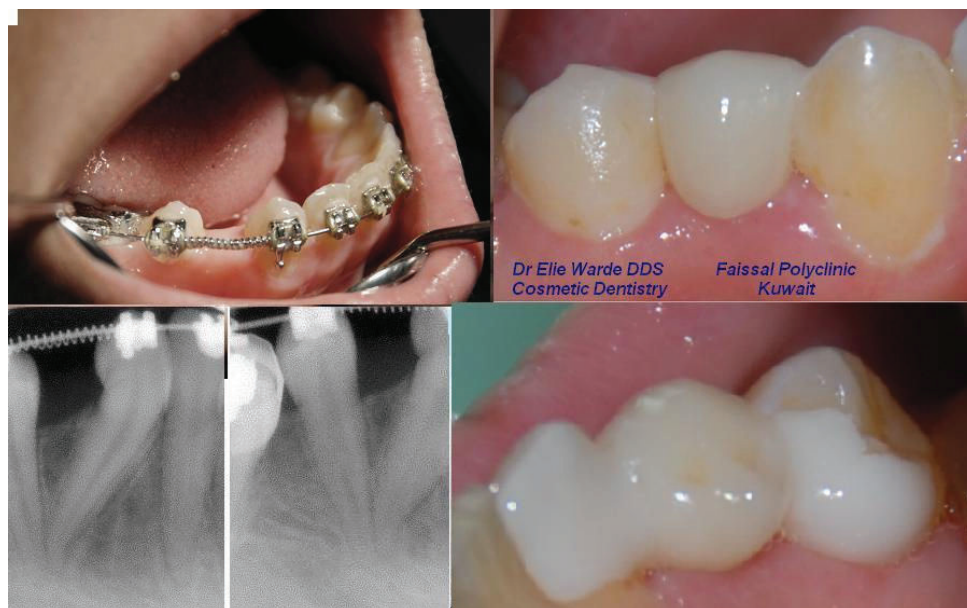 Dr Elie Warde DDS
Cosmetic Dentistry
Faissal Polyclinic
Kuwait